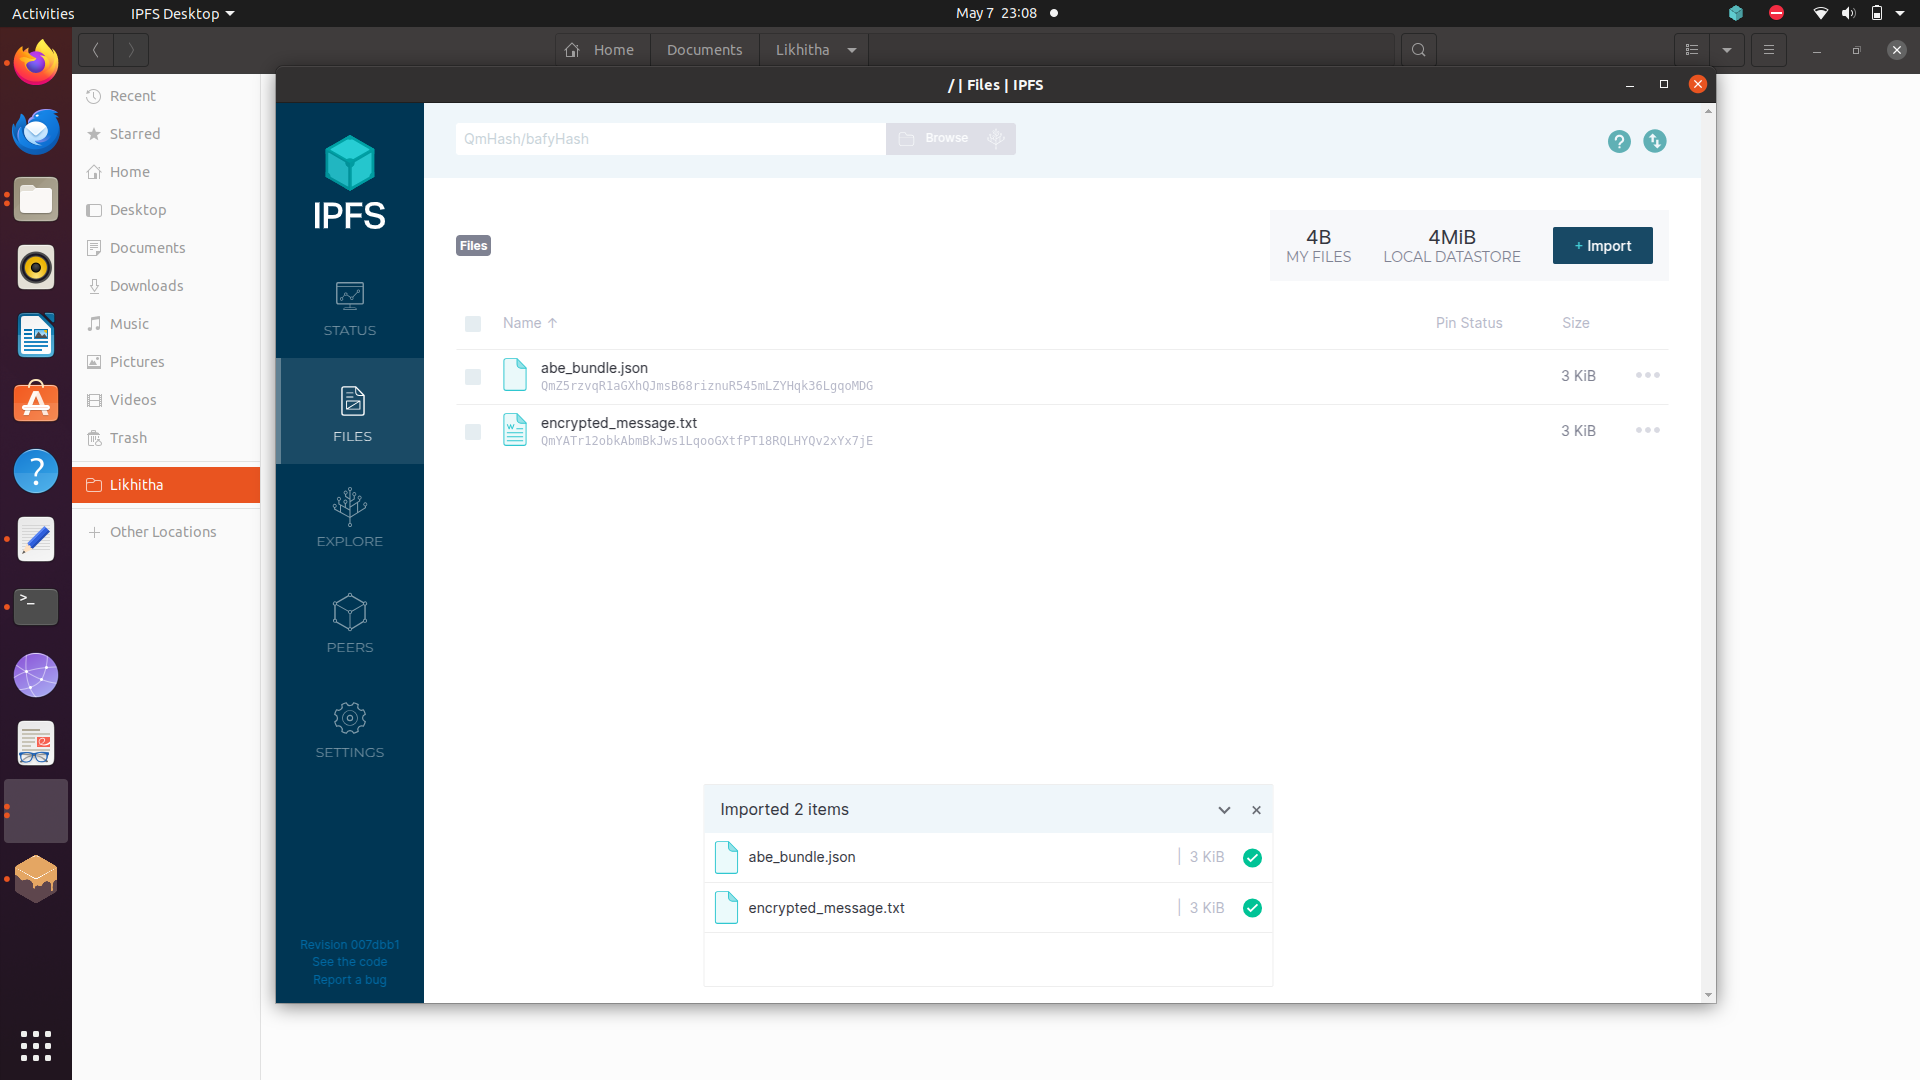 Activities
IPFS Desktop
May 7 23:08
Home
Documents
Likhitha
Recent
Starred
Home
Desktop
Documents
Downloads
Music
Pictures
Videos
Trash
Likhitha
Other Locations
/ | Files | IPFS
IPFS
STATUS
FILES
EXPLORE
PEERS
SETTINGS
Revision 007dbb1
See the code
Report a bug
QmHash/bafyHash
Browse
Files
4B
MY FILES
4MiB
LOCAL DATASTORE
+ Import
Name ↑
Pin Status
Size
abe_bundle.json
QmZ5rzvqR1aGXhQJmsB68riznuR545mLZYHqk36LgqoMDG
3 KiB
encrypted_message.txt
QmYATr12obkAbmBkJws1LqooGXtfPT18RQLHYQv2xYx7jE
3 KiB
Imported 2 items
abe_bundle.json
| 3 KiB
encrypted_message.txt
| 3 KiB